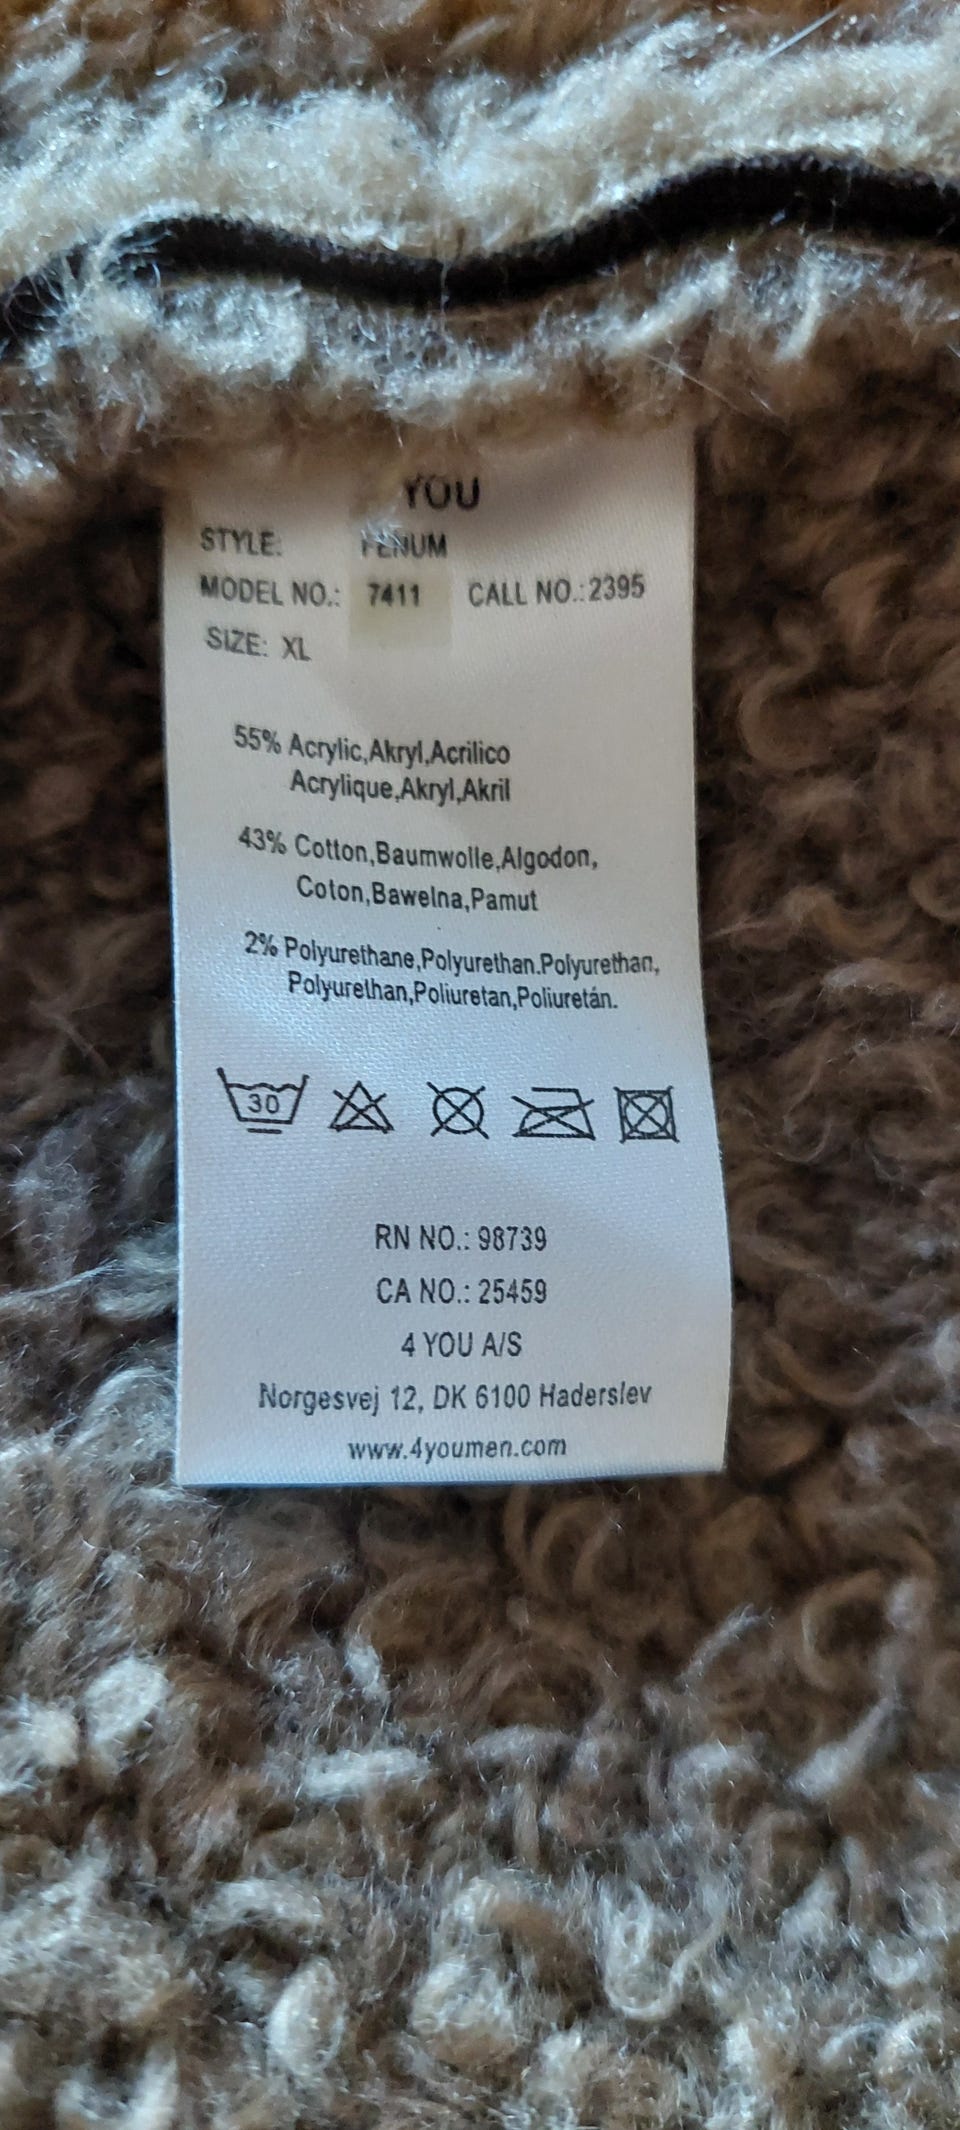 YOU
STYLE: FENUM
MODEL NO.: 7411 CALL NO.:2395
SIZE: XL
55% Acrylic,Akryl,Acrilico
Acrylique,Akryl,Akril
43% Cotton,Baumwolle,Algodon,
Coton,Bawelna,Pamut
2% Polyurethane,Polyurethan.Polyurethan,
Polyurethan,Poliuretan,Poliuretán.
30
RN NO.: 98739
CA NO.: 25459
4 YOU A/S
Norgesvej 12, DK 6100 Haderslev
www.4youmen.com